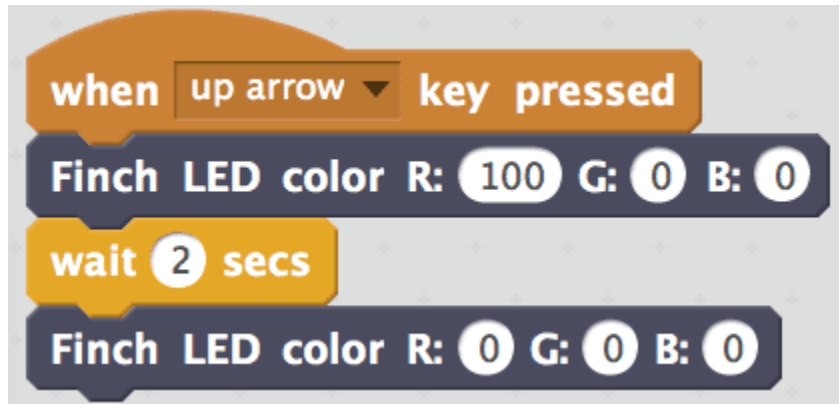 when up arrow key pressed
Finch LED color R: 100 G: 0 B: 0
wait 2 secs
Finch LED color R: 0 G: 0 B: 0